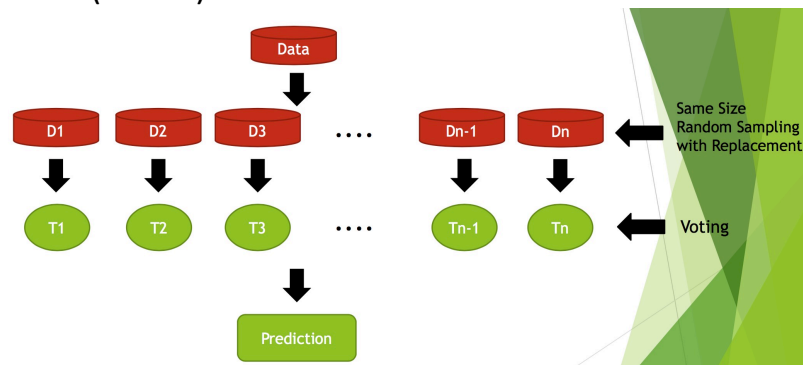 Data
D1 D2 D3 .... Dn-1 Dn
Same Size
Random Sampling
with Replacement
T1 T2 T3 .... Tn-1 Tn
Voting
Prediction